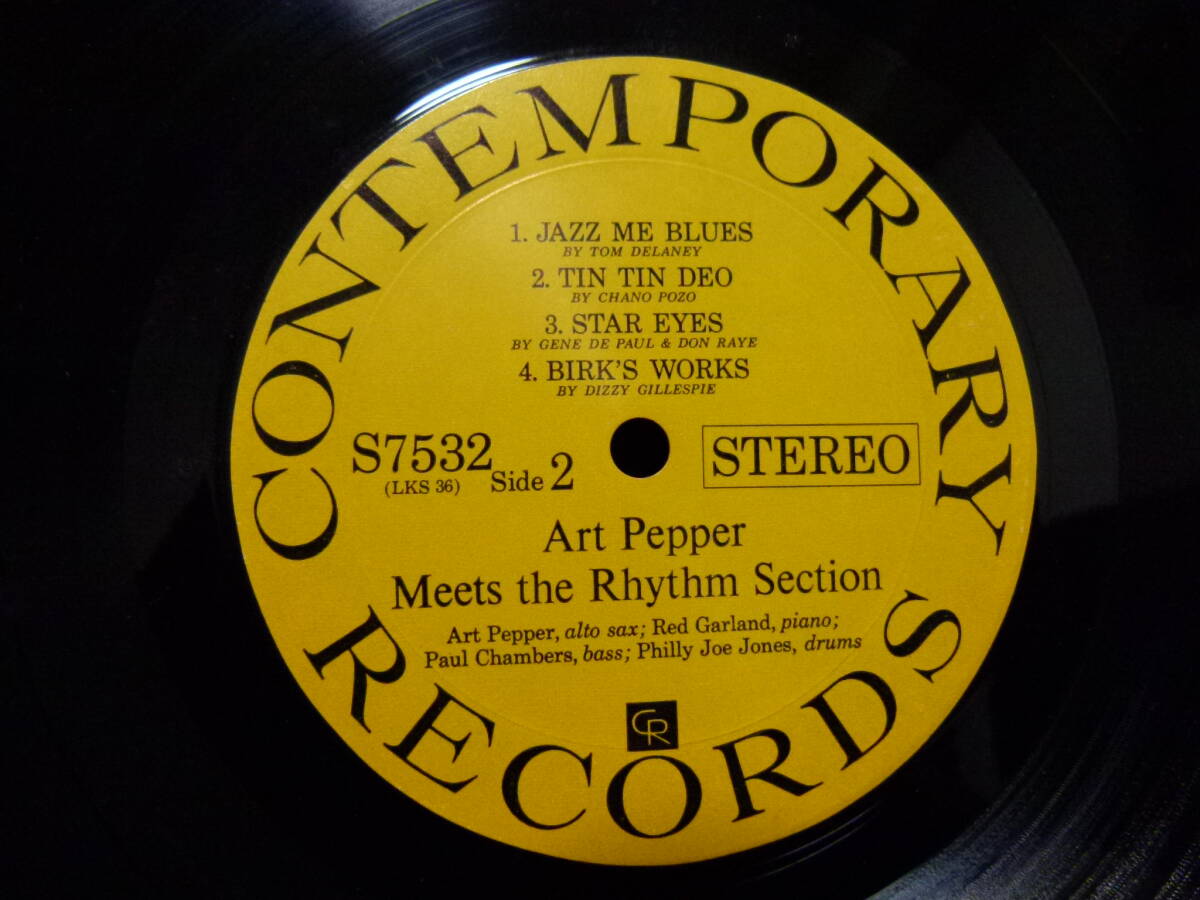 CONTEMPORARY
1. JAZZ ME BLUES
BY TOM DELANEY
2. TIN TIN DEO
BY CHANO POZO
3. STAR EYES
BY GENE DE PAUL & DON RAYE
4. BIRK'S WORKS
BY DIZZY GILLESPIE
S7532
(LKS 36)
Side 2
STEREO
Art Pepper
Meets the Rhythm Section
Art Pepper, alto sax; Red Garland, piano;
Paul Chambers, bass; Philly Joe Jones, drums
CR
RECORDS